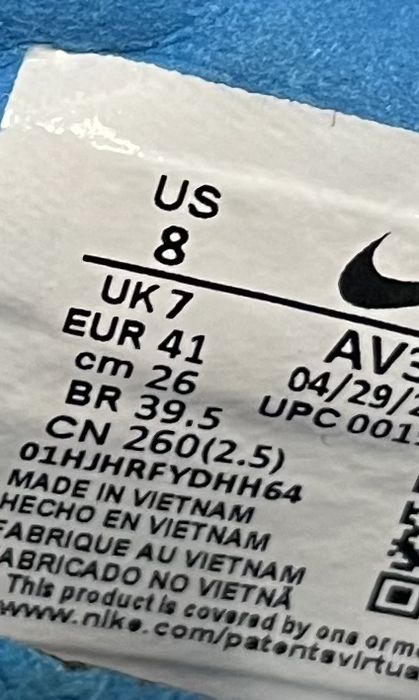 US
8
UK 7
EUR 41
cm 26
BR 39.5
CN 260(2.5)
01HJHRFYDHH64
MADE IN VIETNAM
HECHO EN VIETNAM
FABRIQUE AU VIETNAM
FABRICADO NO VIETNÃ
This product is covered by one or mo
www.nike.com/patentsvirtua
AV3
04/29/
UPC 001